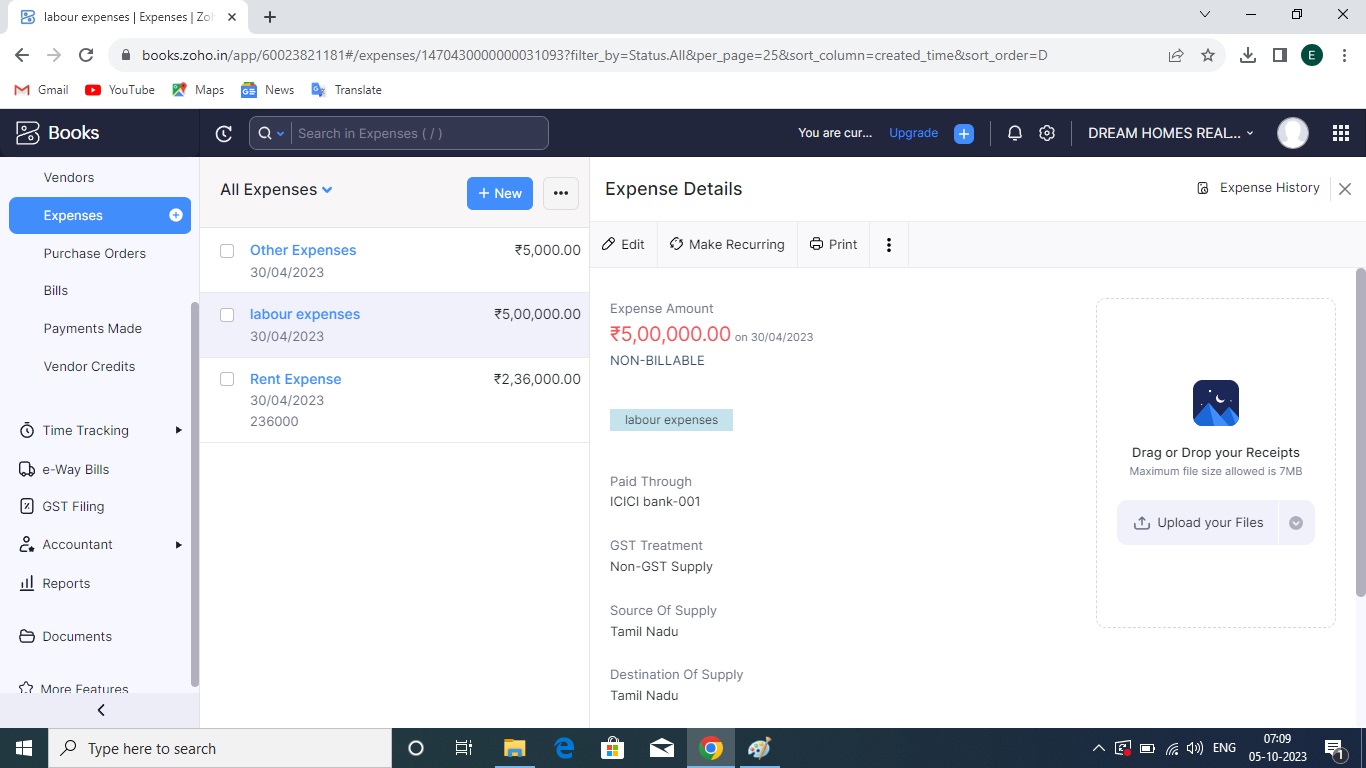 labour expenses | Expenses | Zoh
books.zoho.in/app/60023821181#/expenses/1470430000000031093?filter_by=Status.All&per_page=25&sort_column=created_time&sort_order=D
E
Gmail YouTube Maps News Translate
Books
Search in Expenses ( / )
You are cur... Upgrade
DREAM HOMES REAL...
Vendors
Expenses
Purchase Orders
Bills
Payments Made
Vendor Credits
Time Tracking
e-Way Bills
GST Filing
Accountant
Reports
Documents
More Features
All Expenses
+ New
Other Expenses ₹5,000.00
30/04/2023
labour expenses ₹5,00,000.00
30/04/2023
Rent Expense ₹2,36,000.00
30/04/2023
236000
Expense Details
Expense History
Edit Make Recurring Print
Expense Amount
₹5,00,000.00 on 30/04/2023
NON-BILLABLE
labour expenses
Paid Through
ICICI bank-001
GST Treatment
Non-GST Supply
Source Of Supply
Tamil Nadu
Destination Of Supply
Tamil Nadu
Drag or Drop your Receipts
Maximum file size allowed is 7MB
Upload your Files
Type here to search
ENG
07:09
05-10-2023
1